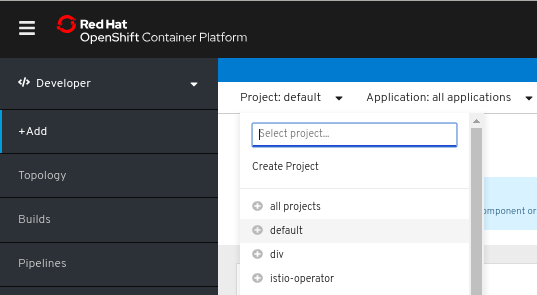 Red Hat
OpenShift Container Platform
</> Developer
Project: default
Application: all applications
+Add
Select project...
Create Project
Topology
all projects
omponent or
Builds
default
div
Pipelines
istio-operator